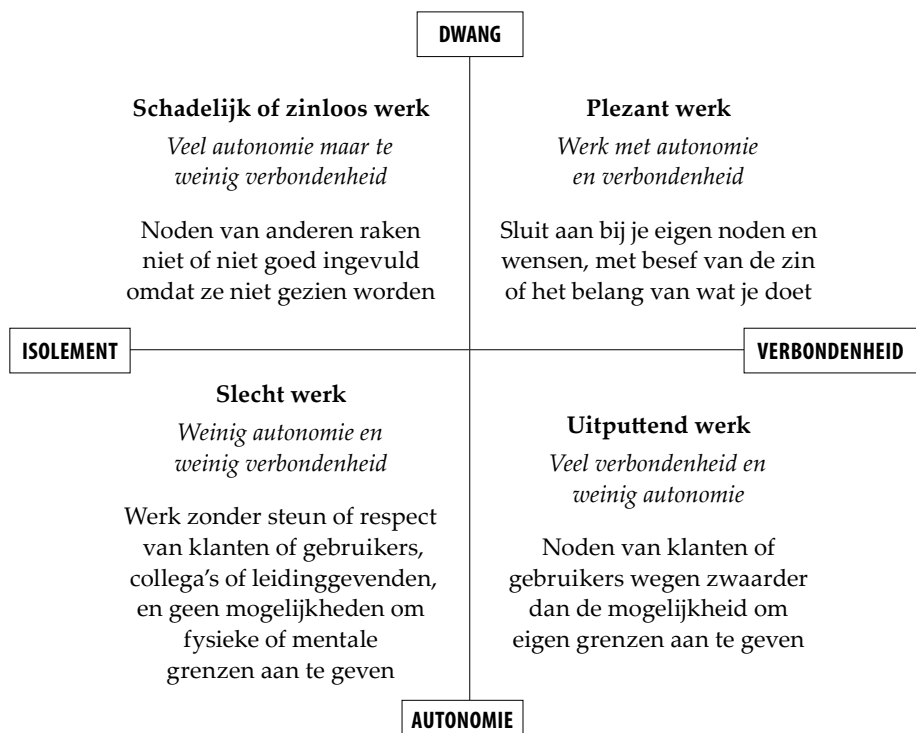 DWANG
Schadelijk of zinloos werk
Veel autonomie maar te
weinig verbondenheid
Noden van anderen raken
niet of niet goed ingevuld
omdat ze niet gezien worden
Plezant werk
Werk met autonomie
en verbondenheid
Sluit aan bij je eigen noden en
wensen, met besef van de zin
of het belang van wat je doet
ISOLEMENT
VERBONDENHEID
Slecht werk
Weinig autonomie en
weinig verbondenheid
Werk zonder steun of respect
van klanten of gebruikers,
collega's of leidinggevenden,
en geen mogelijkheden om
fysieke of mentale
grenzen aan te geven
Uitputtend werk
Veel verbondenheid en
weinig autonomie
Noden van klanten of
gebruikers wegen zwaarder
dan de mogelijkheid om
eigen grenzen aan te geven
AUTONOMIE